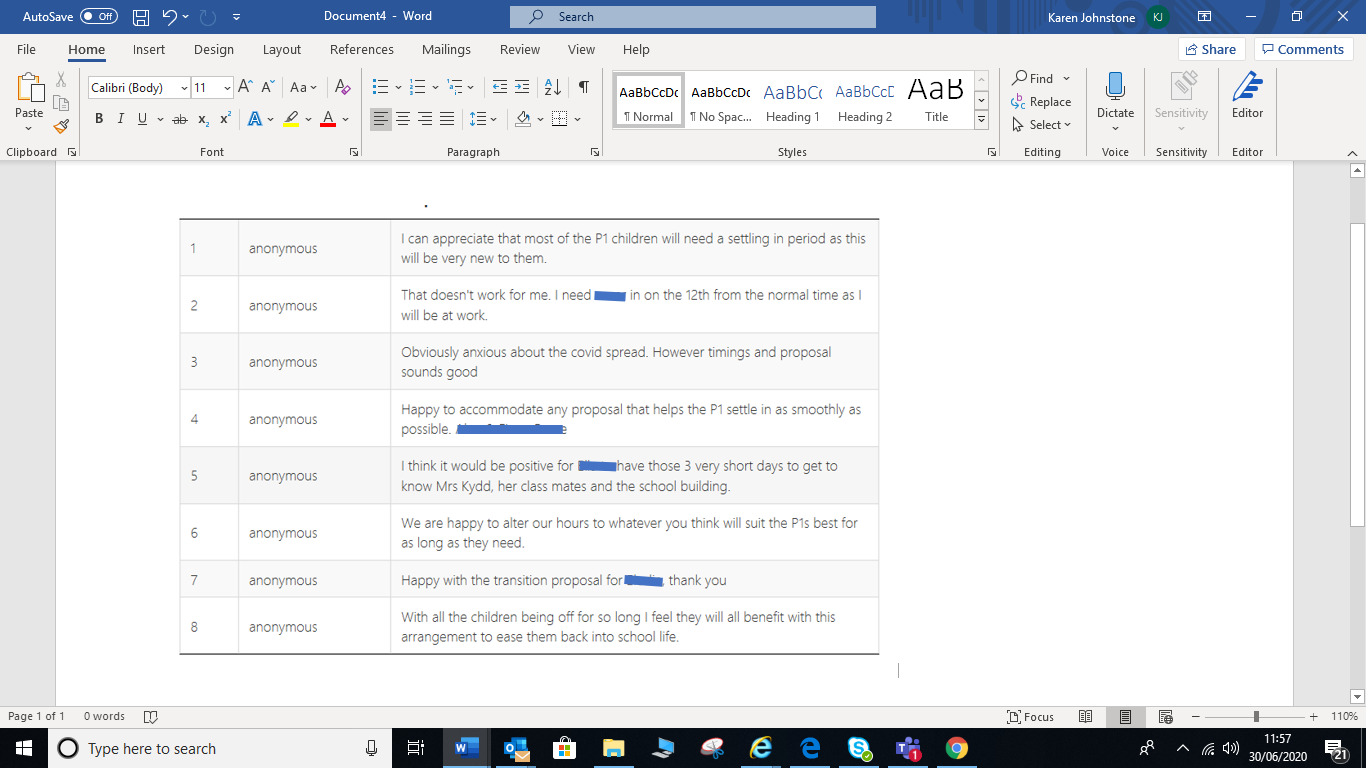 AutoSave Off Document4 - Word Search Karen Johnstone KJ
File Home Insert Design Layout References Mailings Review View Help Share Comments
Calibri (Body) 11 Aa Find
Paste B I U ab x2 x2 A A AaBbCcDc AaBbCcDc AaBbCc AaBbCcD AaB Replace Dictate Sensitivity Editor
¶ Normal ¶ No Spac... Heading 1 Heading 2 Title Select
Clipboard Font Paragraph Styles Editing Voice Sensitivity Editor
1 anonymous I can appreciate that most of the P1 children will need a settling in period as this
will be very new to them.
2 anonymous That doesn't work for me. I need in on the 12th from the normal time as I
will be at work.
3 anonymous Obviously anxious about the covid spread. However timings and proposal
sounds good
4 anonymous Happy to accommodate any proposal that helps the P1 settle in as smoothly as
possible.
5 anonymous I think it would be positive for have those 3 very short days to get to
know Mrs Kydd, her class mates and the school building.
6 anonymous We are happy to alter our hours to whatever you think will suit the P1s best for
as long as they need.
7 anonymous Happy with the transition proposal for , thank you
8 anonymous With all the children being off for so long I feel they will all benefit with this
arrangement to ease them back into school life.
Page 1 of 1 0 words Focus 110%
Type here to search 1 11:57
30/06/2020 21